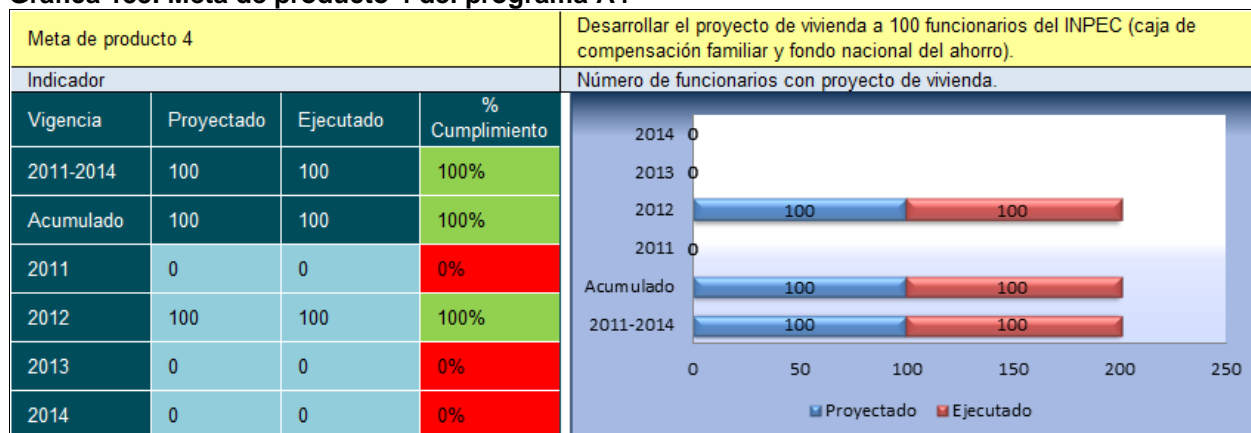 Meta de producto 4
Desarrollar el proyecto de vivienda a 100 funcionarios del INPEC (caja de
compensación familiar y fondo nacional del ahorro).
Indicador
Número de funcionarios con proyecto de vivienda.
Vigencia Proyectado Ejecutado % Cumplimiento
2011-2014 100 100 100%
Acumulado 100 100 100%
2011 0 0 0%
2012 100 100 100%
2013 0 0 0%
2014 0 0 0%
2014 0
2013 0
2012 100 100
2011 0
Acumulado 100 100
2011-2014 100 100
0 50 100 150 200 250
Proyectado Ejecutado